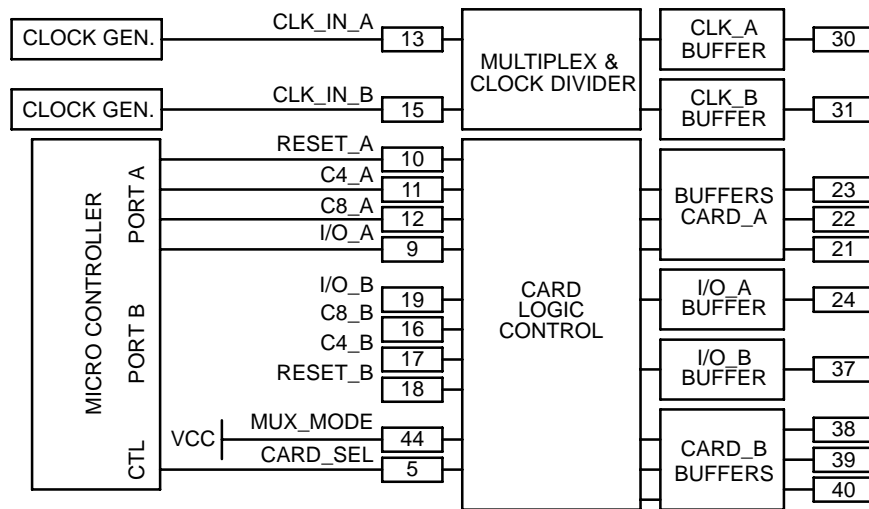 CLOCK GEN.
CLK_IN_A
13
MULTIPLEX &
CLOCK DIVIDER
CLK_A
BUFFER
30
CLOCK GEN.
CLK_IN_B
15
CLK_B
BUFFER
31
MICRO CONTROLLER
PORT A
PORT B
CTL
RESET_A
10
C4_A
11
C8_A
12
I/O_A
9
I/O_B
19
C8_B
16
C4_B
17
RESET_B
18
VCC
MUX_MODE
44
CARD_SEL
5
CARD
LOGIC
CONTROL
BUFFERS
CARD_A
23
22
21
I/O_A
BUFFER
24
I/O_B
BUFFER
37
CARD_B
BUFFERS
38
39
40